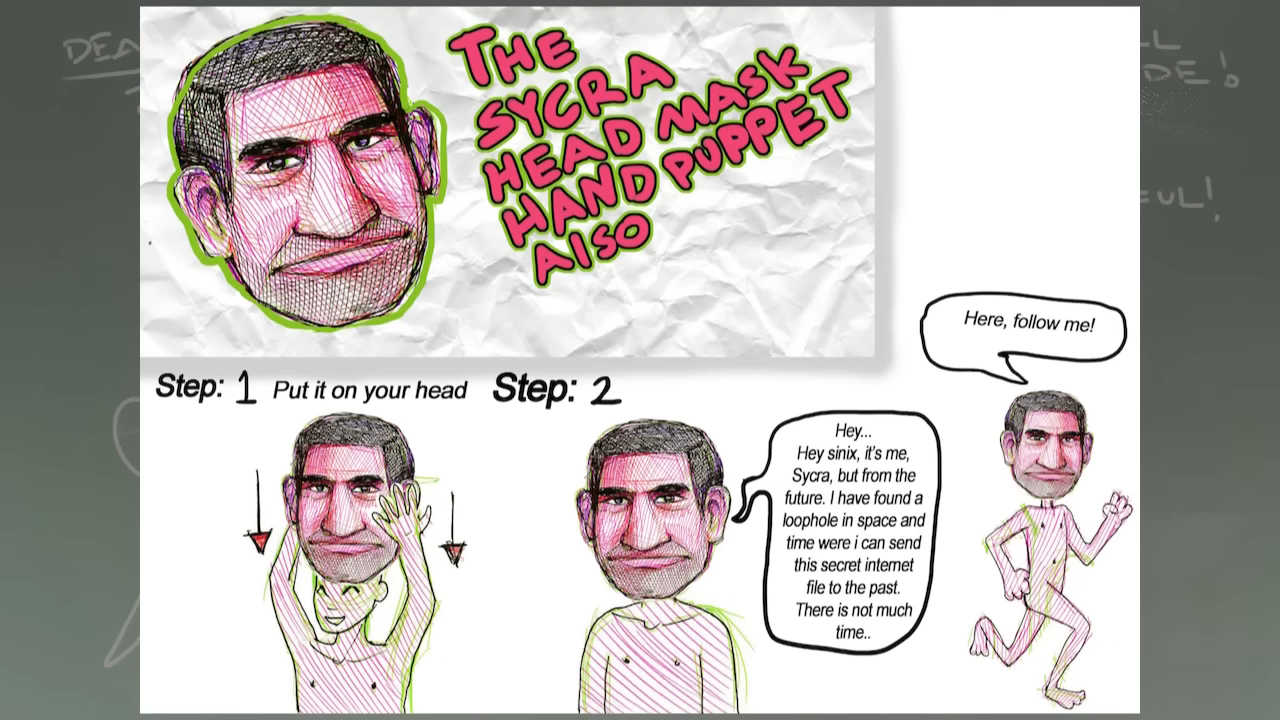 THE
SYCRA
HEAD MASK
HAND PUPPET
AlSO
Here, follow me!
Step: 1 Put it on your head
Step: 2
Hey...
Hey sinix, it's me,
Sycra, but from the
future. I have found a
loophole in space and
time were i can send
this secret internet
file to the past.
There is not much
time..